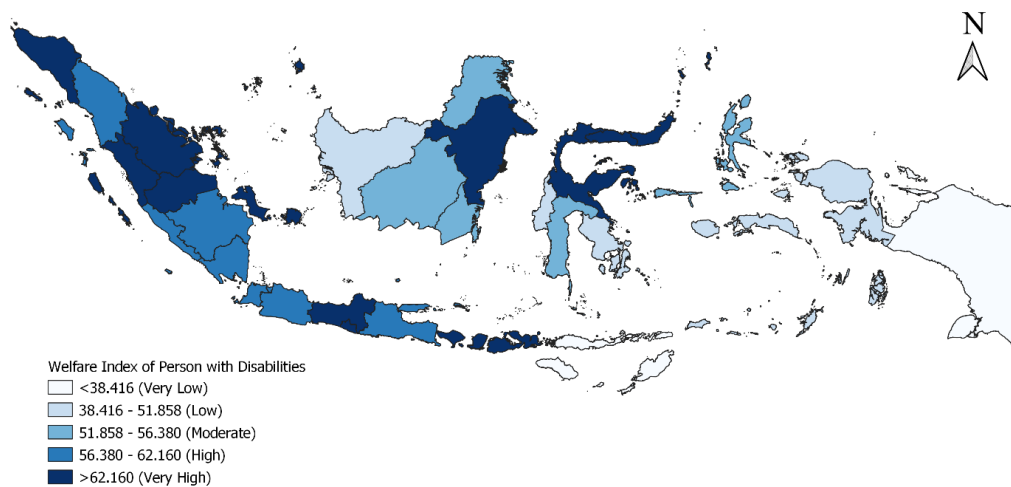 N
Welfare Index of Person with Disabilities
<38.416 (Very Low)
38.416 - 51.858 (Low)
51.858 - 56.380 (Moderate)
56.380 - 62.160 (High)
>62.160 (Very High)